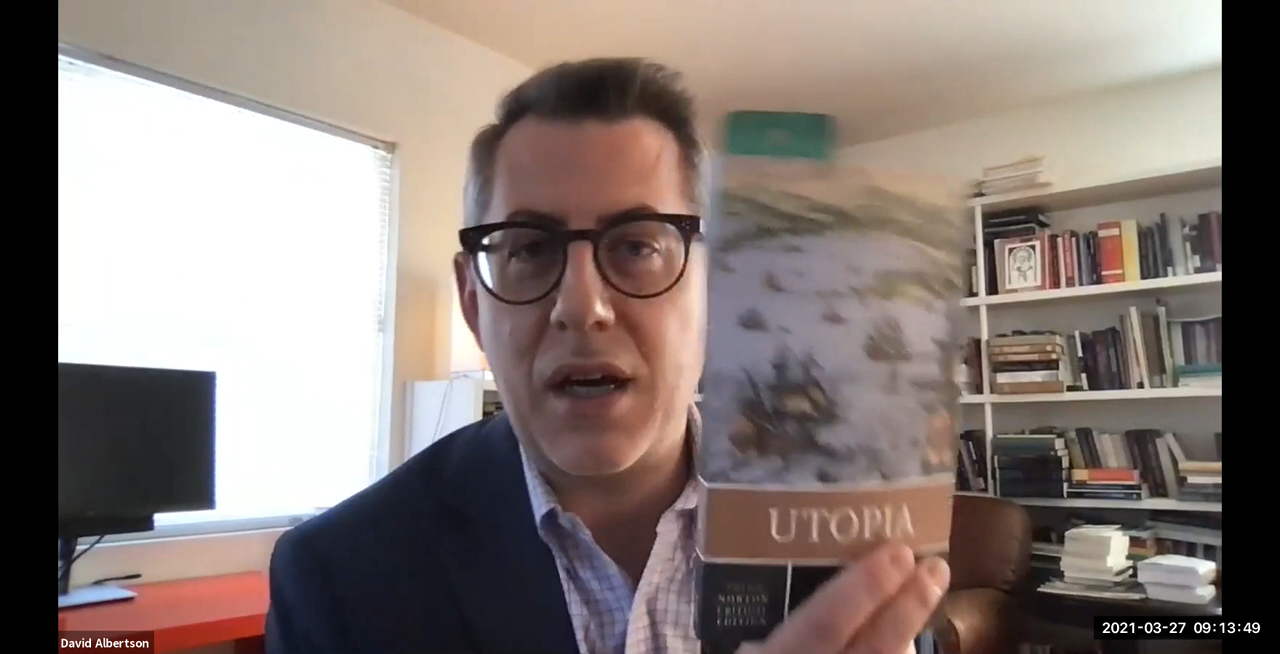 UTOPIA
NORTON
CRITICAL
EDITION
David Albertson
2021-03-27 09:13:49